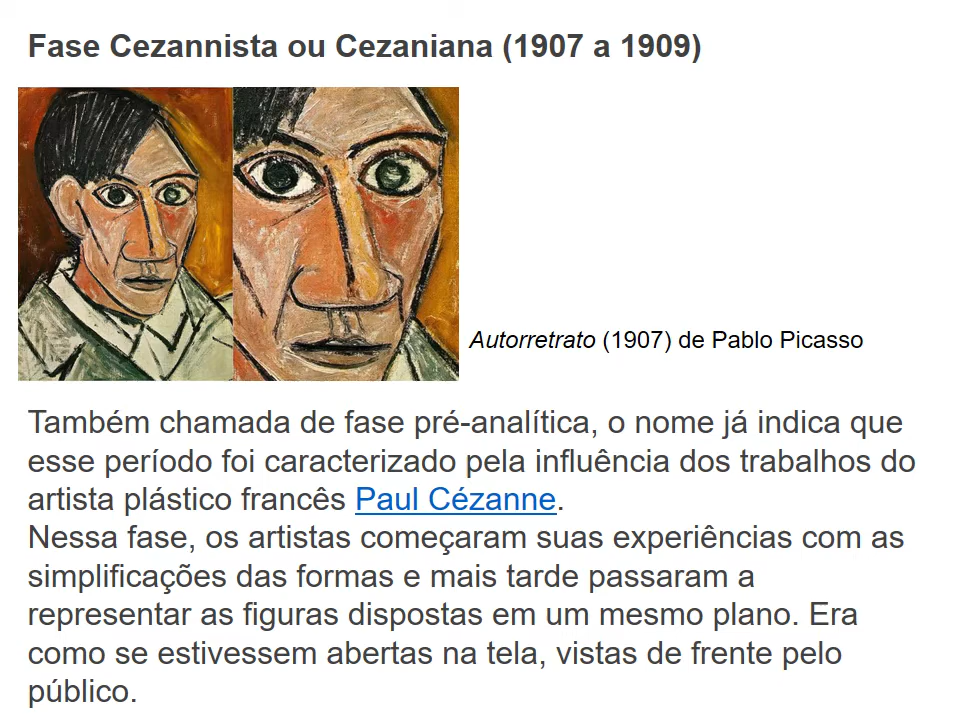 Fase Cezannista ou Cezaniana (1907 a 1909)
Autorretrato (1907) de Pablo Picasso
Também chamada de fase pré-analítica, o nome já indica que
esse período foi caracterizado pela influência dos trabalhos do
artista plástico francês Paul Cézanne.
Nessa fase, os artistas começaram suas experiências com as
simplificações das formas e mais tarde passaram a
representar as figuras dispostas em um mesmo plano. Era
como se estivessem abertas na tela, vistas de frente pelo
público.